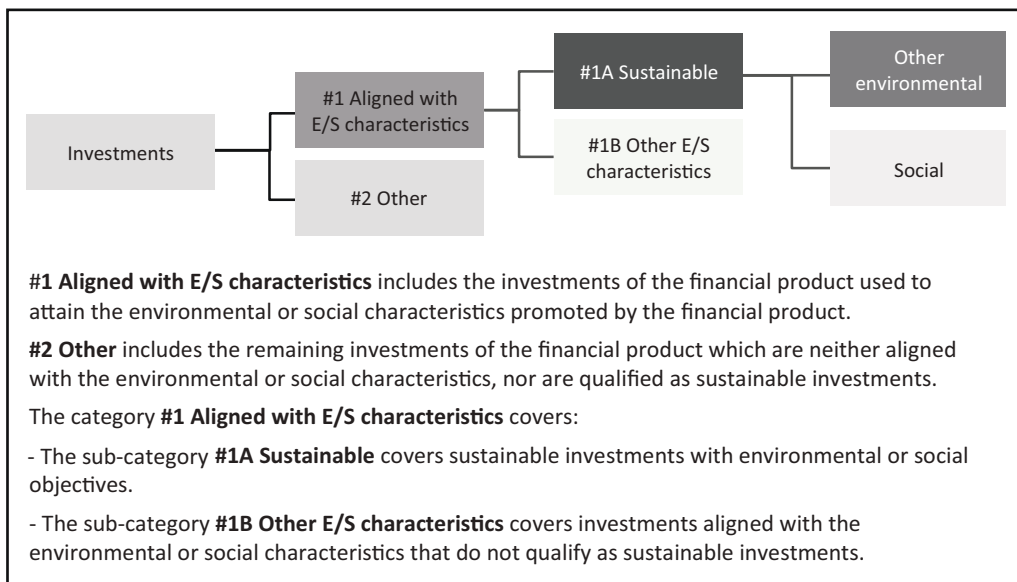 Investments
#1 Aligned with
E/S characteristics
#2 Other
#1A Sustainable
#1B Other E/S
characteristics
Other
environmental
Social
#1 Aligned with E/S characteristics includes the investments of the financial product used to
attain the environmental or social characteristics promoted by the financial product.
#2 Other includes the remaining investments of the financial product which are neither aligned
with the environmental or social characteristics, nor are qualified as sustainable investments.
The category #1 Aligned with E/S characteristics covers:
- The sub-category #1A Sustainable covers sustainable investments with environmental or social
objectives.
- The sub-category #1B Other E/S characteristics covers investments aligned with the
environmental or social characteristics that do not qualify as sustainable investments.